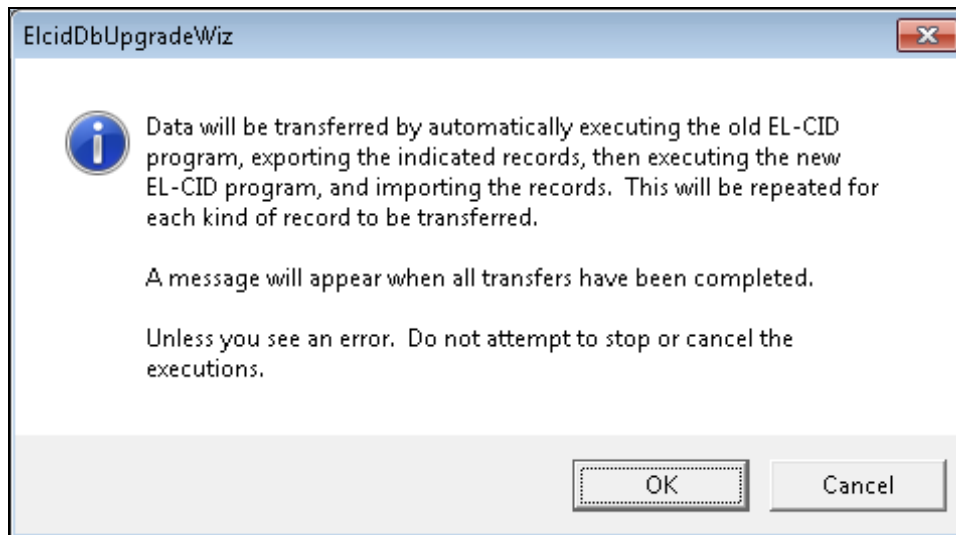 ElcidDbUpgradeWiz
Data will be transferred by automatically executing the old EL-CID
program, exporting the indicated records, then executing the new
EL-CID program, and importing the records.  This will be repeated for
each kind of record to be transferred.
A message will appear when all transfers have been completed.
Unless you see an error.  Do not attempt to stop or cancel the
executions.
OK
Cancel